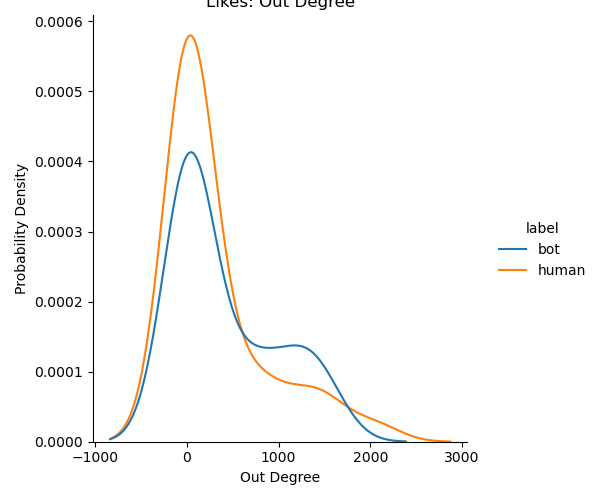 Likes: Out Degree
0.0006
0.0005
0.0004
0.0003
0.0002
0.0001
0.0000
Probability Density
−1000 0 1000 2000 3000
Out Degree
label
bot
human